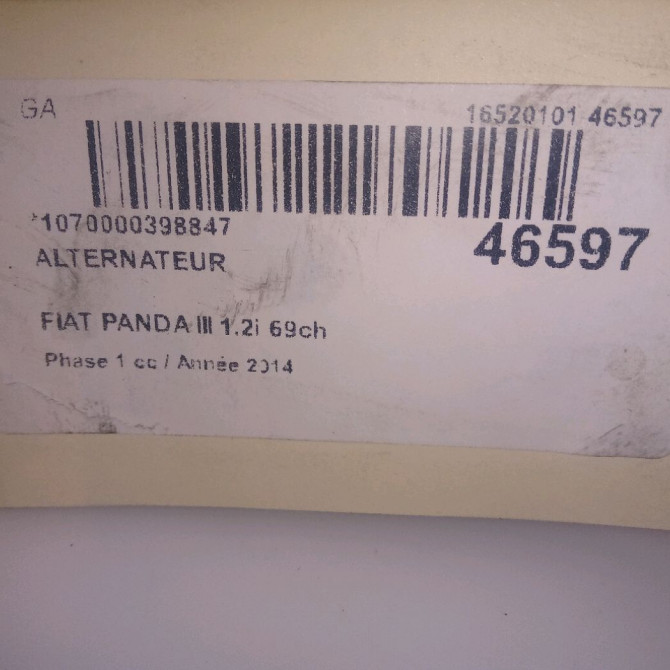 GA
16520101 46597
*1070000398847
46597
ALTERNATEUR
FIAT PANDA III 1.2i 69ch
Phase 1 cc / Année 2014